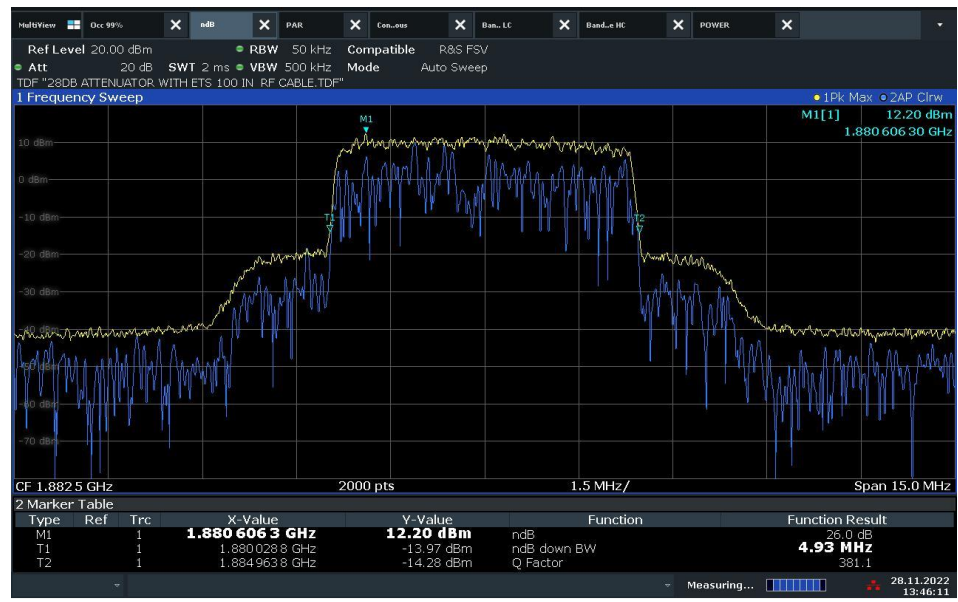 MultiView Occ 99% X ndB X PAR X Con..ous X Ban.. LC X Band..e HC X POWER X
Ref Level 20.00 dBm RBW 50 kHz Compatible R&S FSV
Att 20 dB SWT 2 ms VBW 500 kHz Mode Auto Sweep
TDF "28DB ATTENUATOR WITH ETS 100 IN RF CABLE.TDF"
1 Frequency Sweep 1Pk Max 2AP Clrw
M1[1] 12.20 dBm
1.880 606 30 GHz
M1
10 dBm
0 dBm
-10 dBm
T1 T2
-20 dBm
-30 dBm
-40 dBm
-50 dBm
-60 dBm
-70 dBm
CF 1.8825 GHz 2000 pts 1.5 MHz/ Span 15.0 MHz
2 Marker Table
Type Ref Trc X-Value Y-Value Function Function Result
M1 1 1.880 606 3 GHz 12.20 dBm ndB 26.0 dB
T1 1 1.880 028 8 GHz -13.97 dBm ndB down BW 4.93 MHz
T2 1 1.884 963 8 GHz -14.28 dBm Q Factor 381.1
Measuring... 28.11.2022
13:46:11